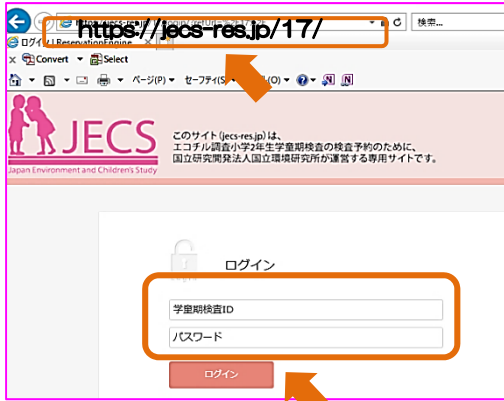 https://jecs-res.jp/17/
検索...
ログイン | ReservationEngine
x Convert ▼ Select
ページ(P) ▼ セーフティ(S) (O) ▼
JECS
Japan Environment and Children's Study
このサイト(jecs-res.jp)は、
エコチル調査小学2年生学童期検査の検査予約のために、
国立研究開発法人国立環境研究所が運営する専用サイトです。
ログイン
学童期検査ID
パスワード
ログイン